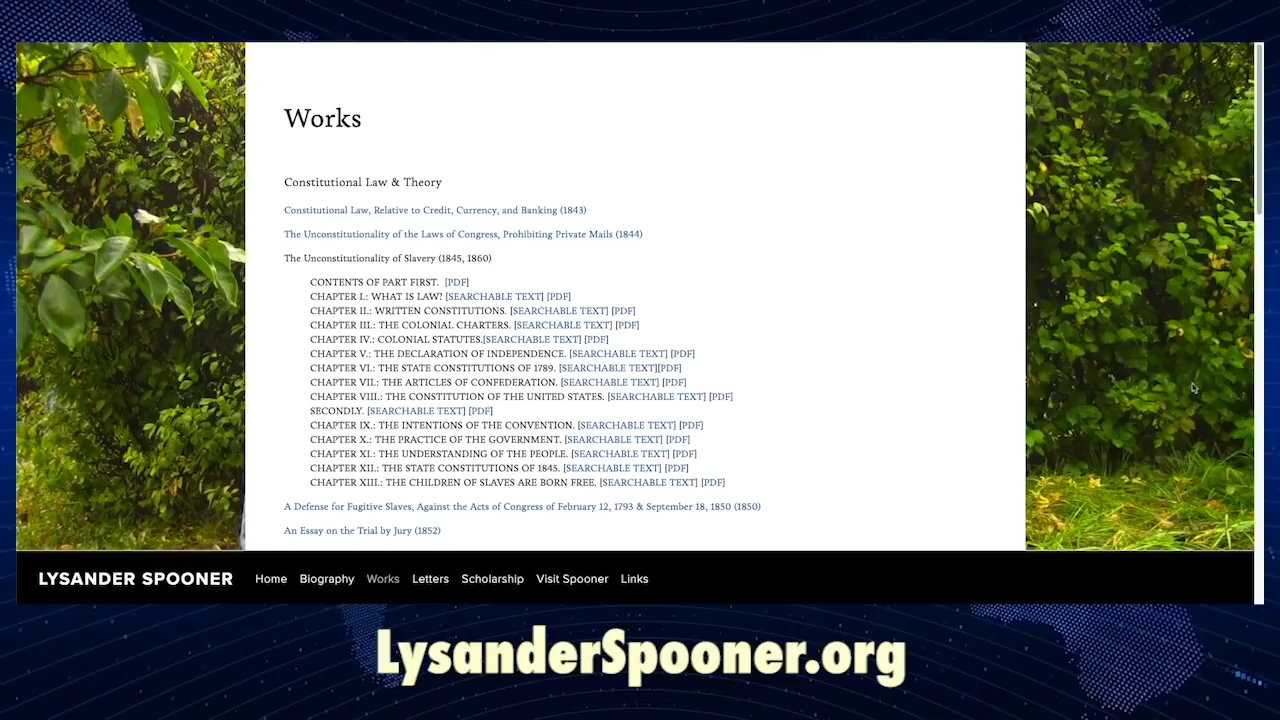 Works
Constitutional Law & Theory
Constitutional Law, Relative to Credit, Currency, and Banking (1843)
The Unconstitutionality of the Laws of Congress, Prohibiting Private Mails (1844)
The Unconstitutionality of Slavery (1845, 1860)
CONTENTS OF PART FIRST. [PDF]
CHAPTER I.: WHAT IS LAW? [SEARCHABLE TEXT] [PDF]
CHAPTER II.: WRITTEN CONSTITUTIONS. [SEARCHABLE TEXT] [PDF]
CHAPTER III.: THE COLONIAL CHARTERS. [SEARCHABLE TEXT] [PDF]
CHAPTER IV.: COLONIAL STATUTES.[SEARCHABLE TEXT] [PDF]
CHAPTER V.: THE DECLARATION OF INDEPENDENCE. [SEARCHABLE TEXT] [PDF]
CHAPTER VI.: THE STATE CONSTITUTIONS OF 1789. [SEARCHABLE TEXT][PDF]
CHAPTER VII.: THE ARTICLES OF CONFEDERATION. [SEARCHABLE TEXT] [PDF]
CHAPTER VIII.: THE CONSTITUTION OF THE UNITED STATES. [SEARCHABLE TEXT] [PDF]
SECONDLY. [SEARCHABLE TEXT] [PDF]
CHAPTER IX.: THE INTENTIONS OF THE CONVENTION. [SEARCHABLE TEXT] [PDF]
CHAPTER X.: THE PRACTICE OF THE GOVERNMENT. [SEARCHABLE TEXT] [PDF]
CHAPTER XI.: THE UNDERSTANDING OF THE PEOPLE. [SEARCHABLE TEXT] [PDF]
CHAPTER XII.: THE STATE CONSTITUTIONS OF 1845. [SEARCHABLE TEXT] [PDF]
CHAPTER XIII.: THE CHILDREN OF SLAVES ARE BORN FREE. [SEARCHABLE TEXT] [PDF]
A Defense for Fugitive Slaves, Against the Acts of Congress of February 12, 1793 & September 18, 1850 (1850)
An Essay on the Trial by Jury (1852)
LYSANDER SPOONER Home Biography Works Letters Scholarship Visit Spooner Links
LysanderSpooner.org